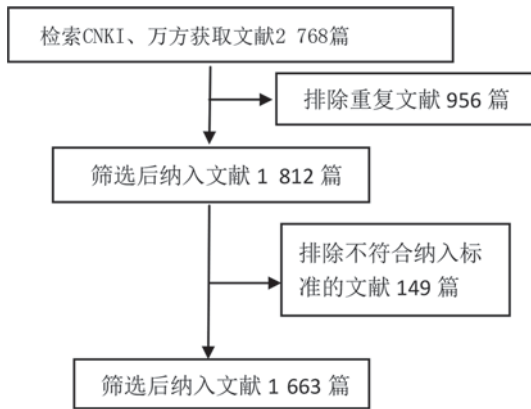 检索CNKI、万方获取文献2 768篇
排除重复文献 956 篇
筛选后纳入文献 1 812 篇
排除不符合纳入标
准的文献 149 篇
筛选后纳入文献 1 663 篇